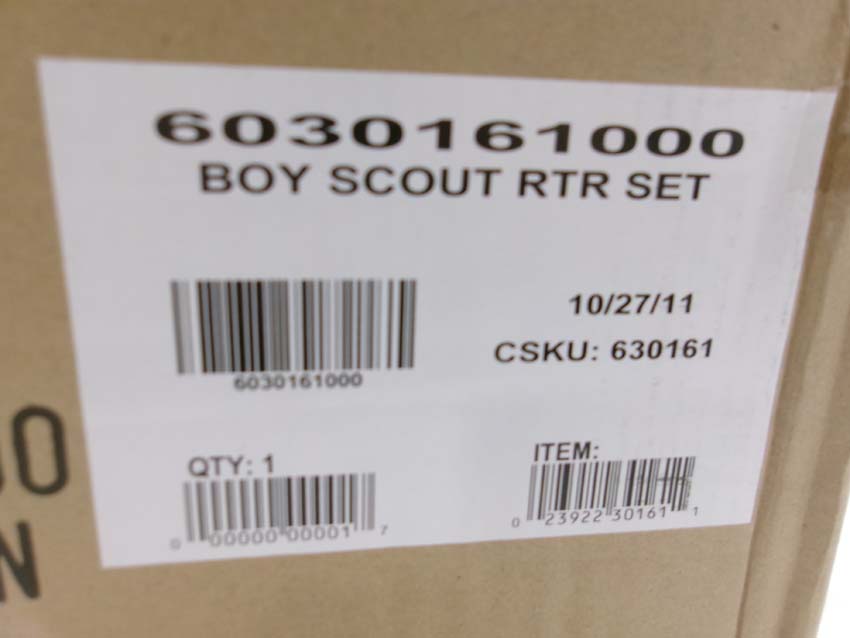 6030161000
BOY SCOUT RTR SET
10/27/11
CSKU: 630161
6030161000
QTY: 1
0 00000 00001 7
ITEM:
0 23922 30161 1